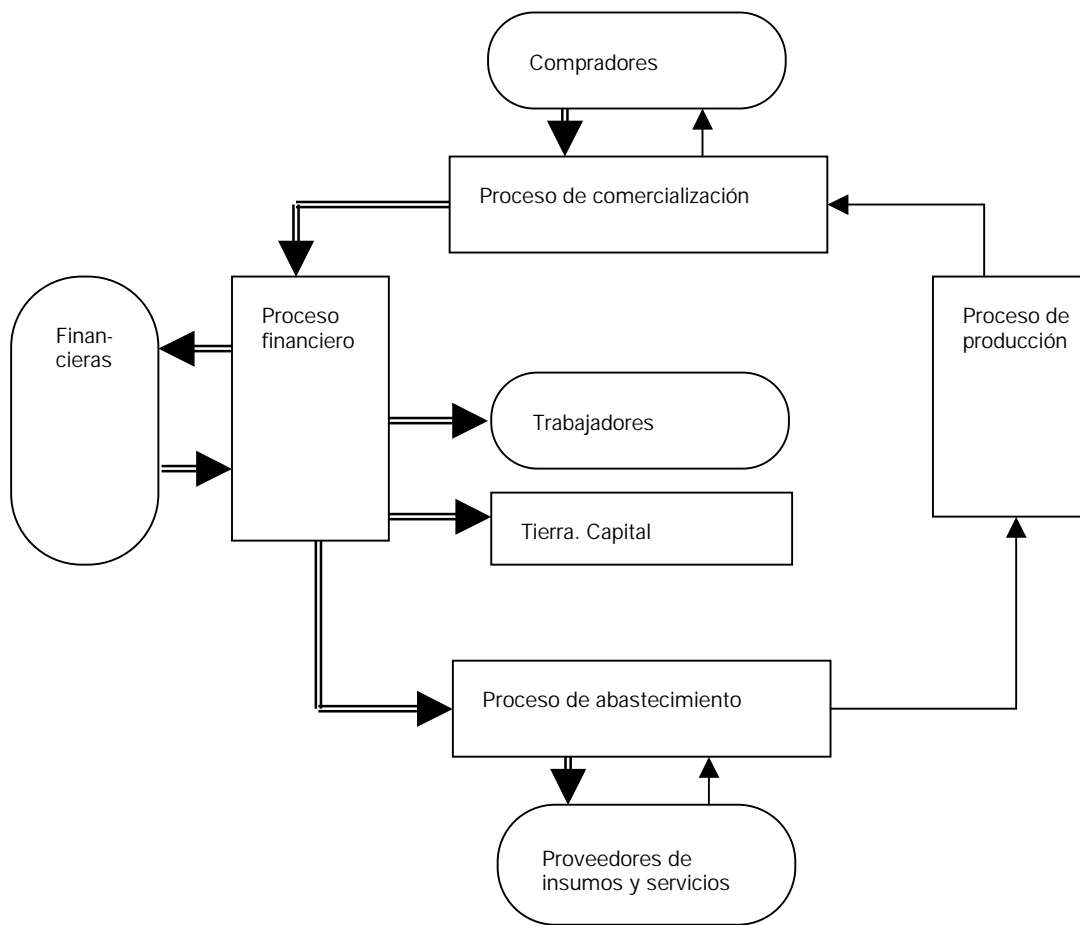 Compradores
Proceso de comercialización
Proceso
financiero
Proceso de
producción
Finan-
cieras
Trabajadores
Tierra. Capital
Proceso de abastecimiento
Proveedores de
insumos y servicios